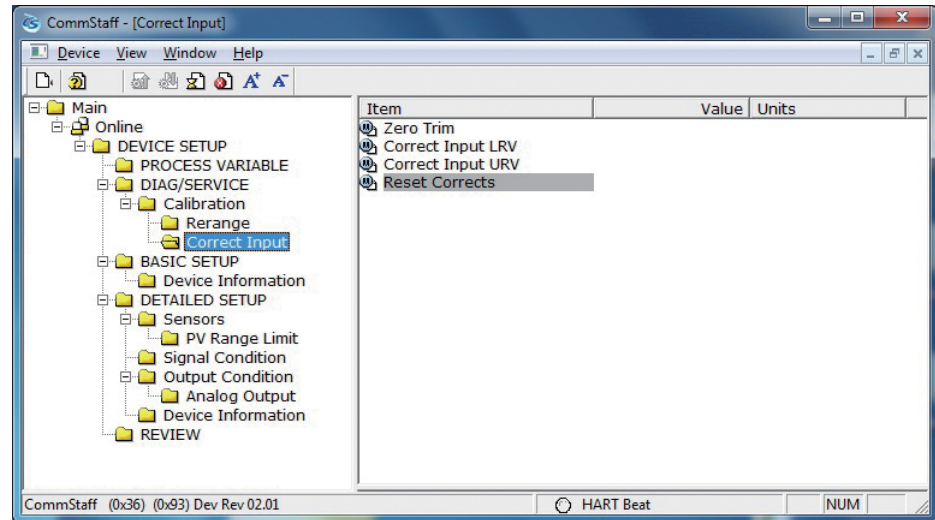 CommStaff - [Correct Input]
Device View Window Help
Main
Online
DEVICE SETUP
PROCESS VARIABLE
DIAG/SERVICE
Calibration
Rerange
Correct Input
BASIC SETUP
Device Information
DETAILED SETUP
Sensors
PV Range Limit
Signal Condition
Output Condition
Analog Output
Device Information
REVIEW
Item Value Units
Zero Trim
Correct Input LRV
Correct Input URV
Reset Corrects
CommStaff (0x36) (0x93) Dev Rev 02.01 HART Beat NUM